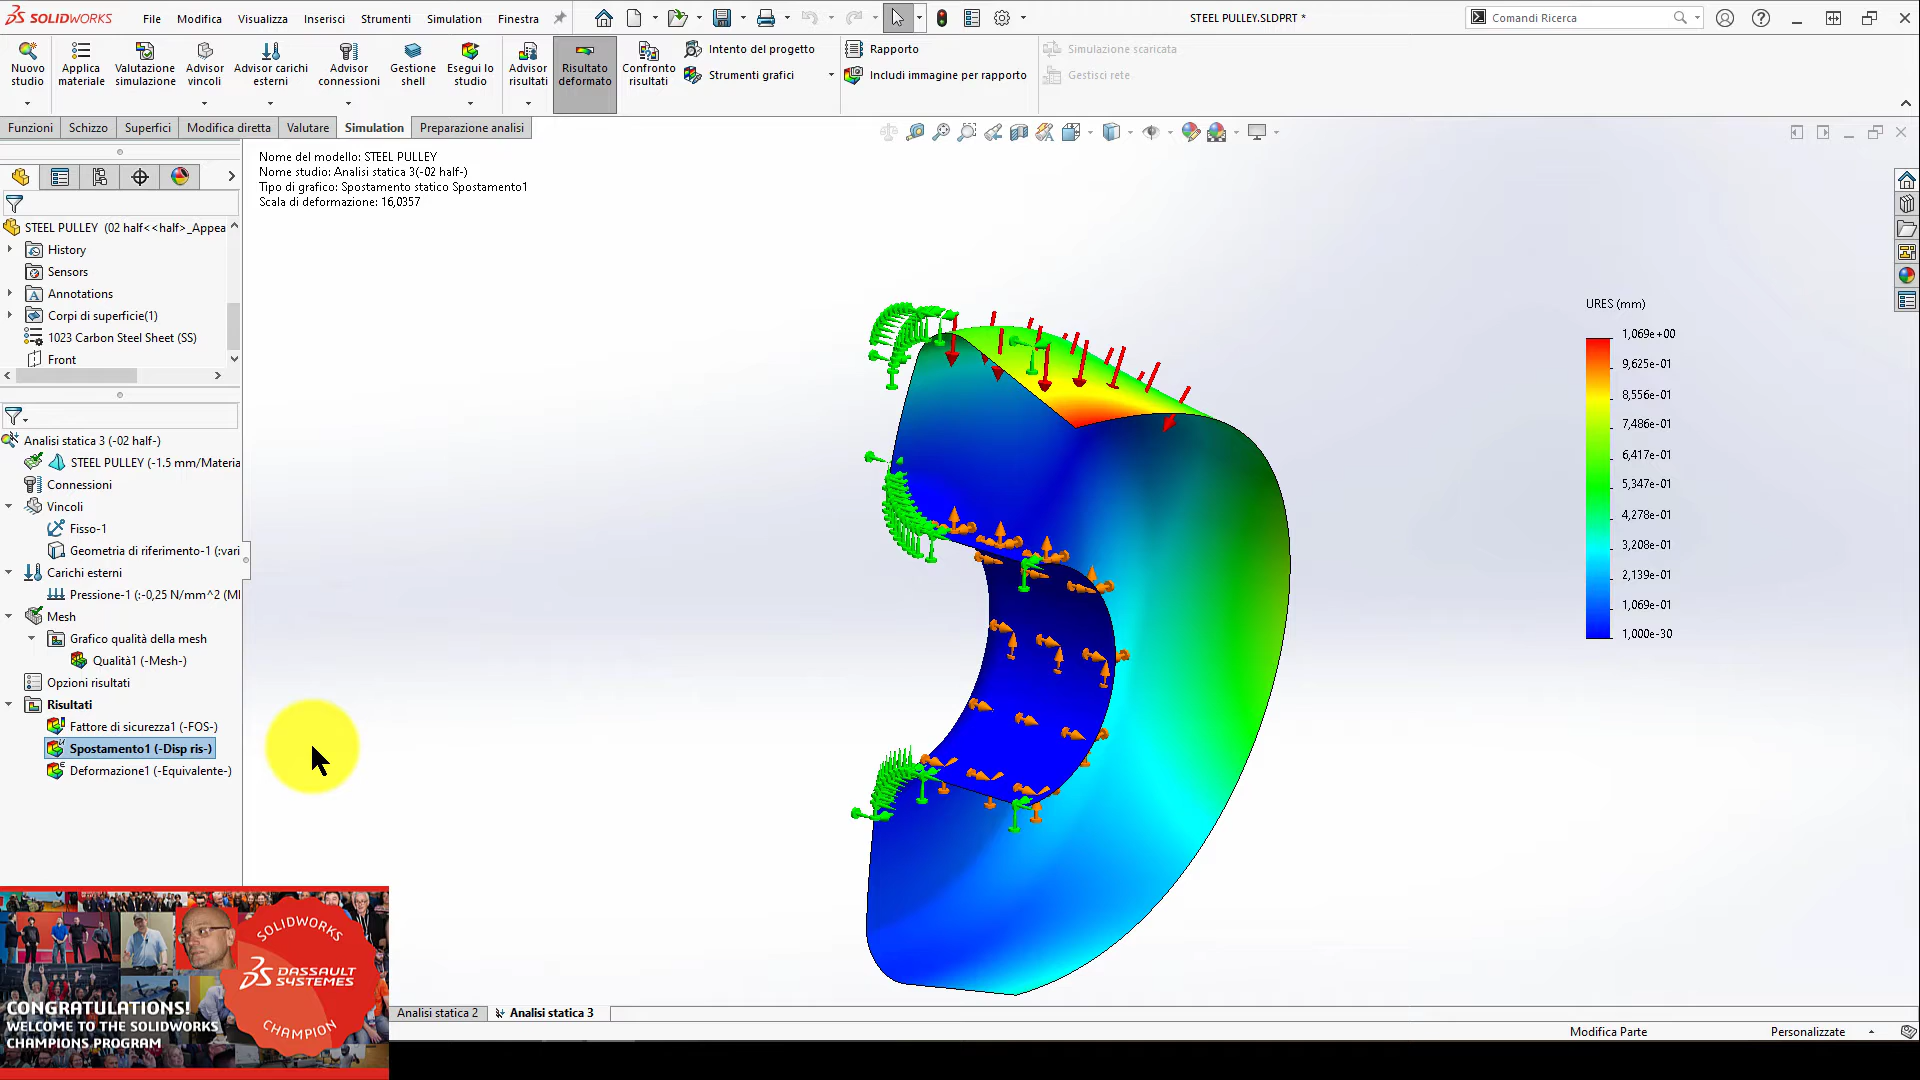 SOLIDWORKS File Modifica Visualizza Inserisci Strumenti Simulation Finestra STEEL PULLEY.SLDPRT * Comandi Ricerca
Nuovo studio
Applica materiale
Valutazione simulazione
Advisor vincoli
Advisor carichi esterni
Advisor connessioni
Gestione shell
Esegui lo studio
Advisor risultati
Risultato deformato
Confronto risultati
Intento del progetto
Strumenti grafici
Rapporto
Includi immagine per rapporto
Simulazione scaricata
Gestisci rete
Funzioni Schizzo Superfici Modifica diretta Valutare Simulation Preparazione analisi
Nome del modello: STEEL PULLEY
Nome studio: Analisi statica 3(-02 half-)
Tipo di grafico: Spostamento statico Spostamento1
Scala di deformazione: 16,0357
STEEL PULLEY (02 half<<half>_Appea
History
Sensors
Annotations
Corpi di superficie(1)
1023 Carbon Steel Sheet (SS)
Front
Analisi statica 3 (-02 half-)
STEEL PULLEY (-1.5 mm/Materia
Connessioni
Vincoli
Fisso-1
Geometria di riferimento-1 (:vari
Carichi esterni
Pressione-1 (:-0,25 N/mm^2 (MI
Mesh
Grafico qualità della mesh
Qualità1 (-Mesh-)
Opzioni risultati
Risultati
Fattore di sicurezza1 (-FOS-)
Spostamento1 (-Disp ris-)
Deformazione1 (-Equivalente-)
URES (mm)
1,069e+00
9,625e-01
8,556e-01
7,486e-01
6,417e-01
5,347e-01
4,278e-01
3,208e-01
2,139e-01
1,069e-01
1,000e-30
SOLIDWORKS
DASSAULT
SYSTEMES
CHAMPION
CONGRATULATIONS!
WELCOME TO THE SOLIDWORKS
CHAMPIONS PROGRAM
Analisi statica 2 Analisi statica 3
Modifica Parte Personalizzate